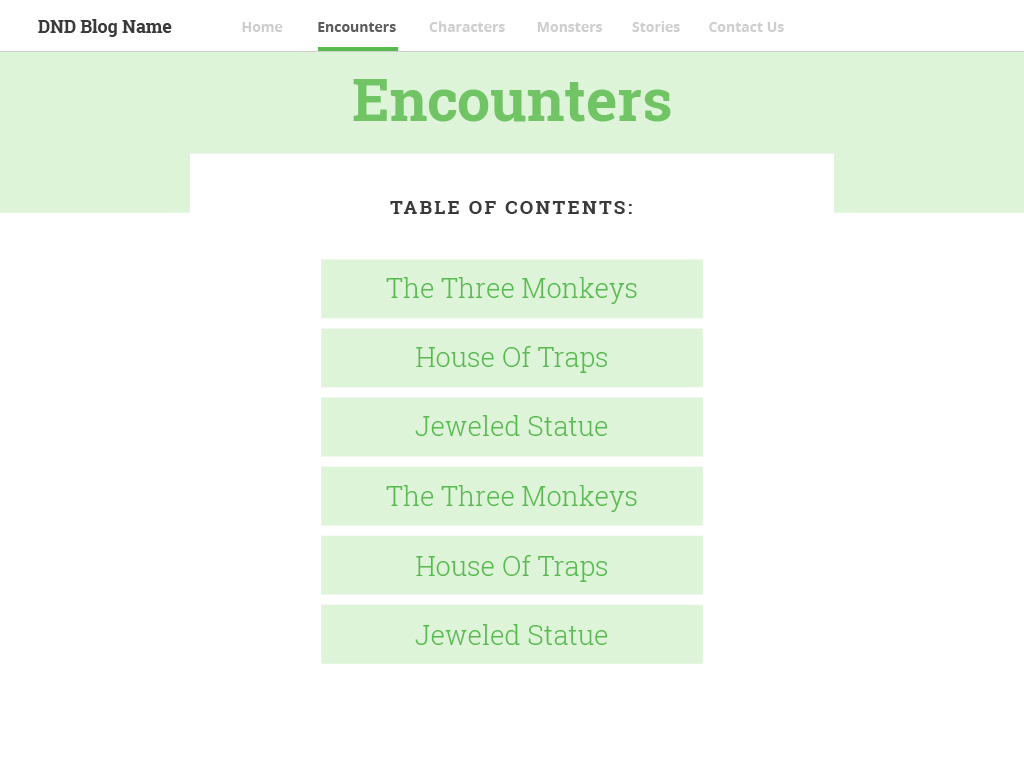 DND Blog Name Home Encounters Characters Monsters Stories Contact Us
Encounters
TABLE OF CONTENTS:
The Three Monkeys
House Of Traps
Jeweled Statue
The Three Monkeys
House Of Traps
Jeweled Statue